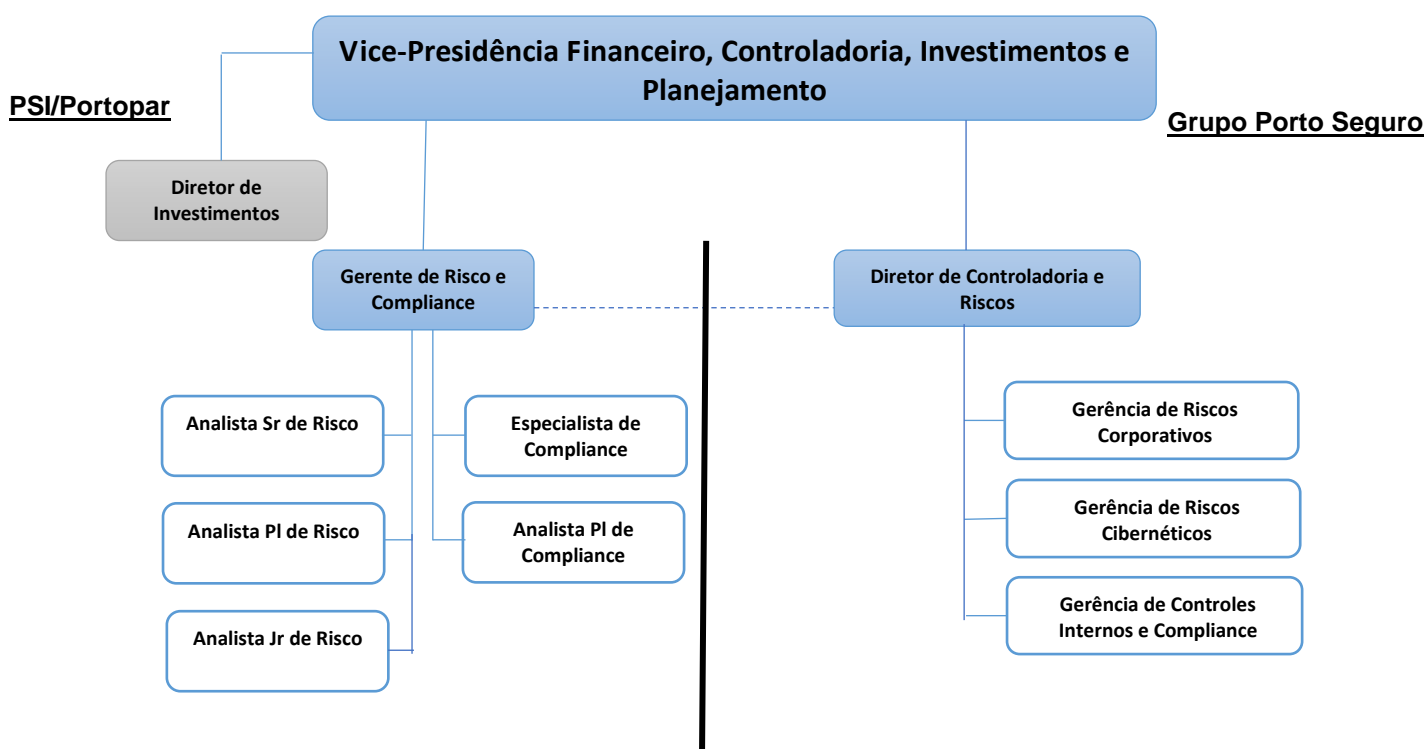 Vice-Presidência Financeiro, Controladoria, Investimentos e
Planejamento
PSI/Portopar
Grupo Porto Seguro
Diretor de
Investimentos
Gerente de Risco e
Compliance
Diretor de Controladoria e
Riscos
Analista Sr de Risco
Especialista de
Compliance
Gerência de Riscos
Corporativos
Analista Pl de Risco
Analista Pl de
Compliance
Gerência de Riscos
Cibernéticos
Analista Jr de Risco
Gerência de Controles
Internos e Compliance